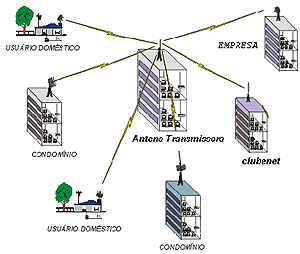 USUÁRIO DOMÉSTICO
EMPRESA
CONDOMÍNIO
Antena Transmissora
clubenet
USUÁRIO DOMÉSTICO
CONDOMÍNIO